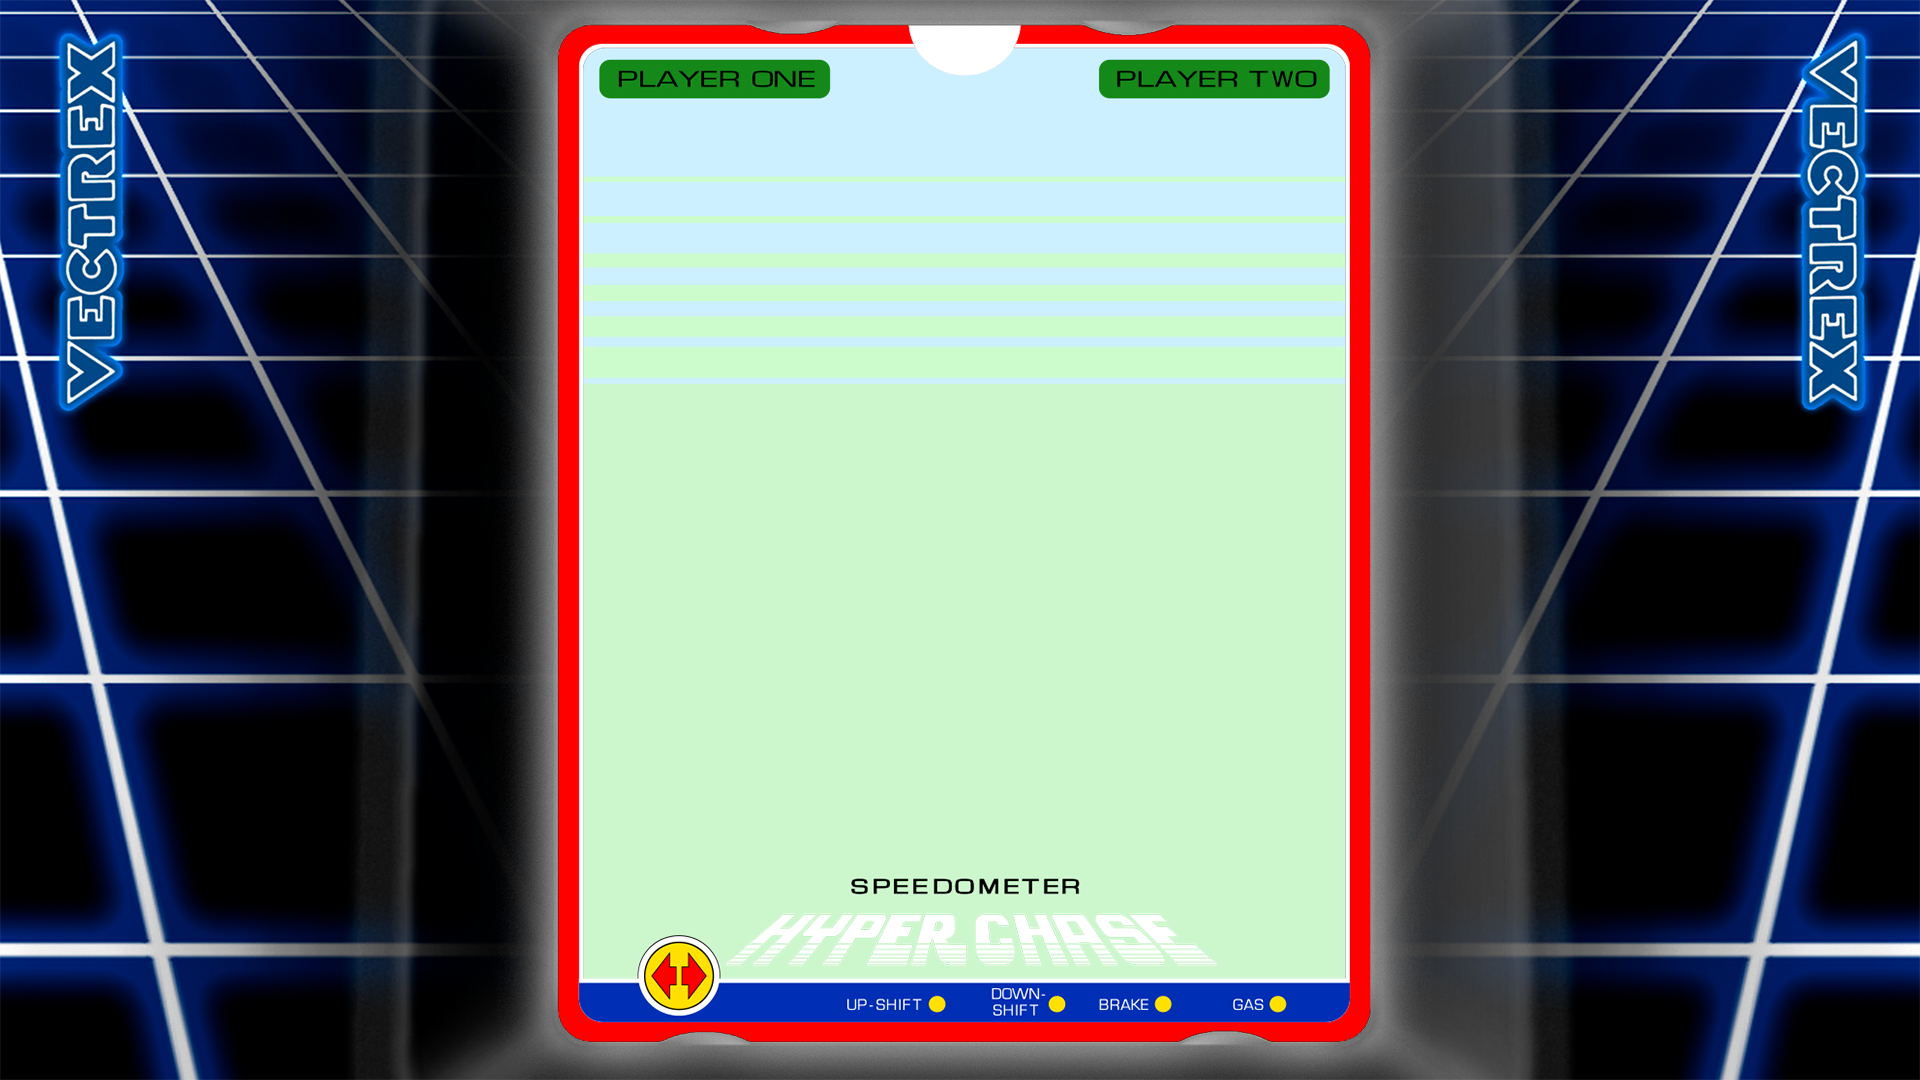 VECTREX
PLAYER ONE
PLAYER TWO
VECTREX
SPEEDOMETER
HYPER CHASE
UP-SHIFT
DOWN-
SHIFT
BRAKE
GAS